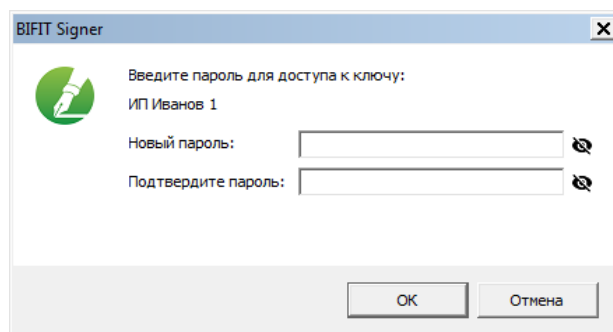 BIFIT Signer
Введите пароль для доступа к ключу:
ИП Иванов 1
Новый пароль:
Подтвердите пароль:
OK
Отмена